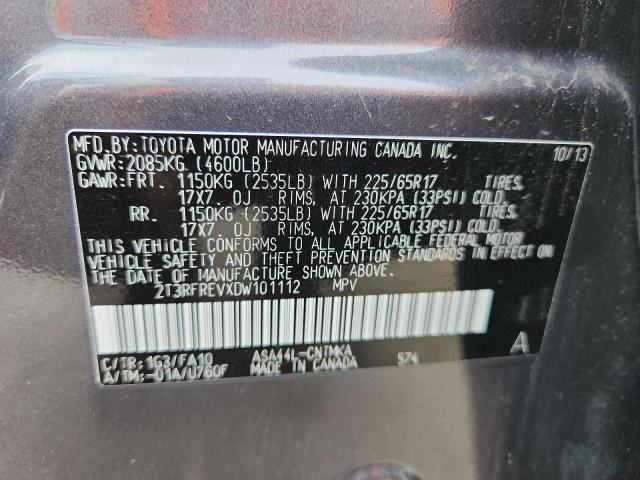 MFD.BY:TOYOTA MOTOR MANUFACTURING CANADA INC. 10/13
GVWR:2085KG (4600LB)
GAWR:FRT. 1150KG (2535LB) WITH 225/65R17 TIRES,
17X7.0J RIMS, AT 230KPA (33PSI) COLD.
RR. 1150KG (2535LB) WITH 225/65R17 TIRES,
17X7.0J RIMS, AT 230KPA (33PSI) COLD.
THIS VEHICLE CONFORMS TO ALL APPLICABLE FEDERAL MOTOR
VEHICLE SAFETY AND THEFT PREVENTION STANDARDS IN EFFECT ON
THE DATE OF MANUFACTURE SHOWN ABOVE.
2T3RFREVXDW101112 MPV
C/TR:1G3/FA10 ASA44L-CNTMKA 574 A
A/TM:-01A/U760F MADE IN CANADA